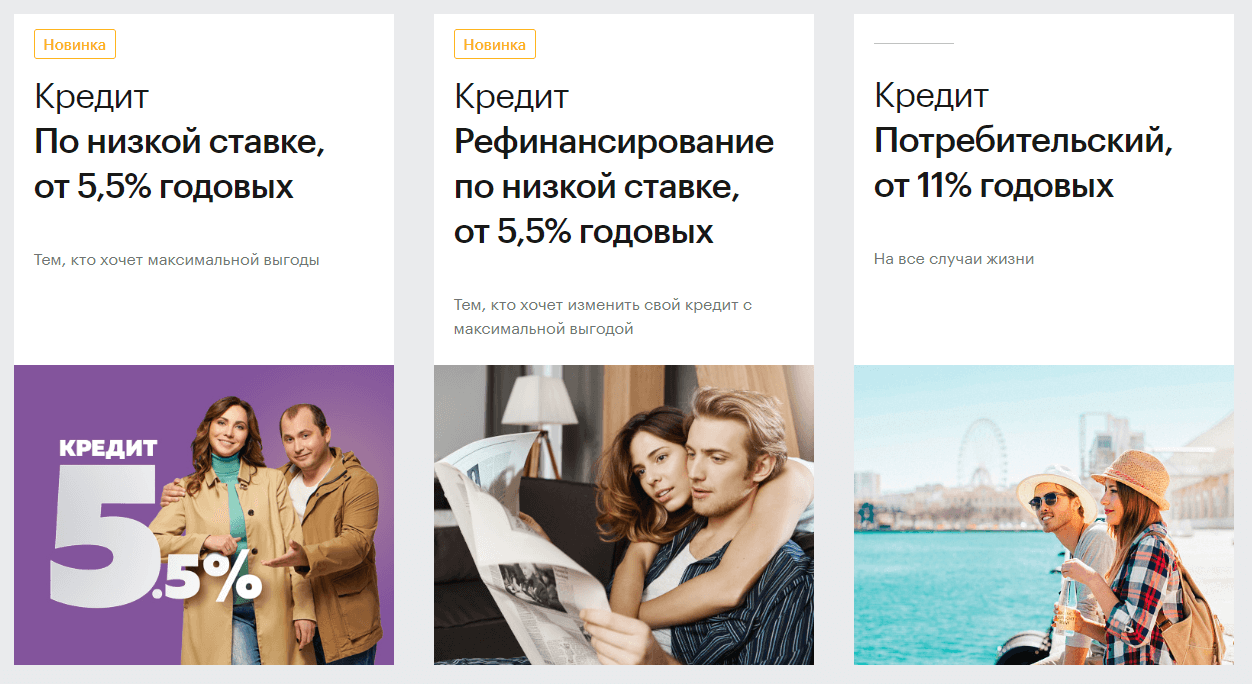 Новинка
Кредит
По низкой ставке,
от 5,5% годовых
Тем, кто хочет максимальной выгоды
КРЕДИТ
5.5%
Новинка
Кредит
Рефинансирование
по низкой ставке,
от 5,5% годовых
Тем, кто хочет изменить свой кредит с
максимальной выгодой
Кредит
Потребительский,
от 11% годовых
На все случаи жизни